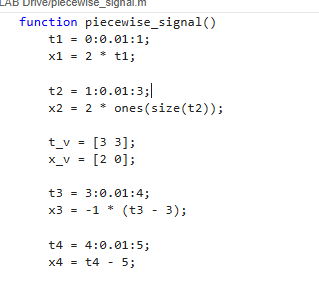 LAB Drive/piecewise_signal.m
function piecewise_signal()
t1 = 0:0.01:1;
x1 = 2 * t1;
t2 = 1:0.01:3;
x2 = 2 * ones(size(t2));
t_v = [3 3];
x_v = [2 0];
t3 = 3:0.01:4;
x3 = -1 * (t3 - 3);
t4 = 4:0.01:5;
x4 = t4 - 5;